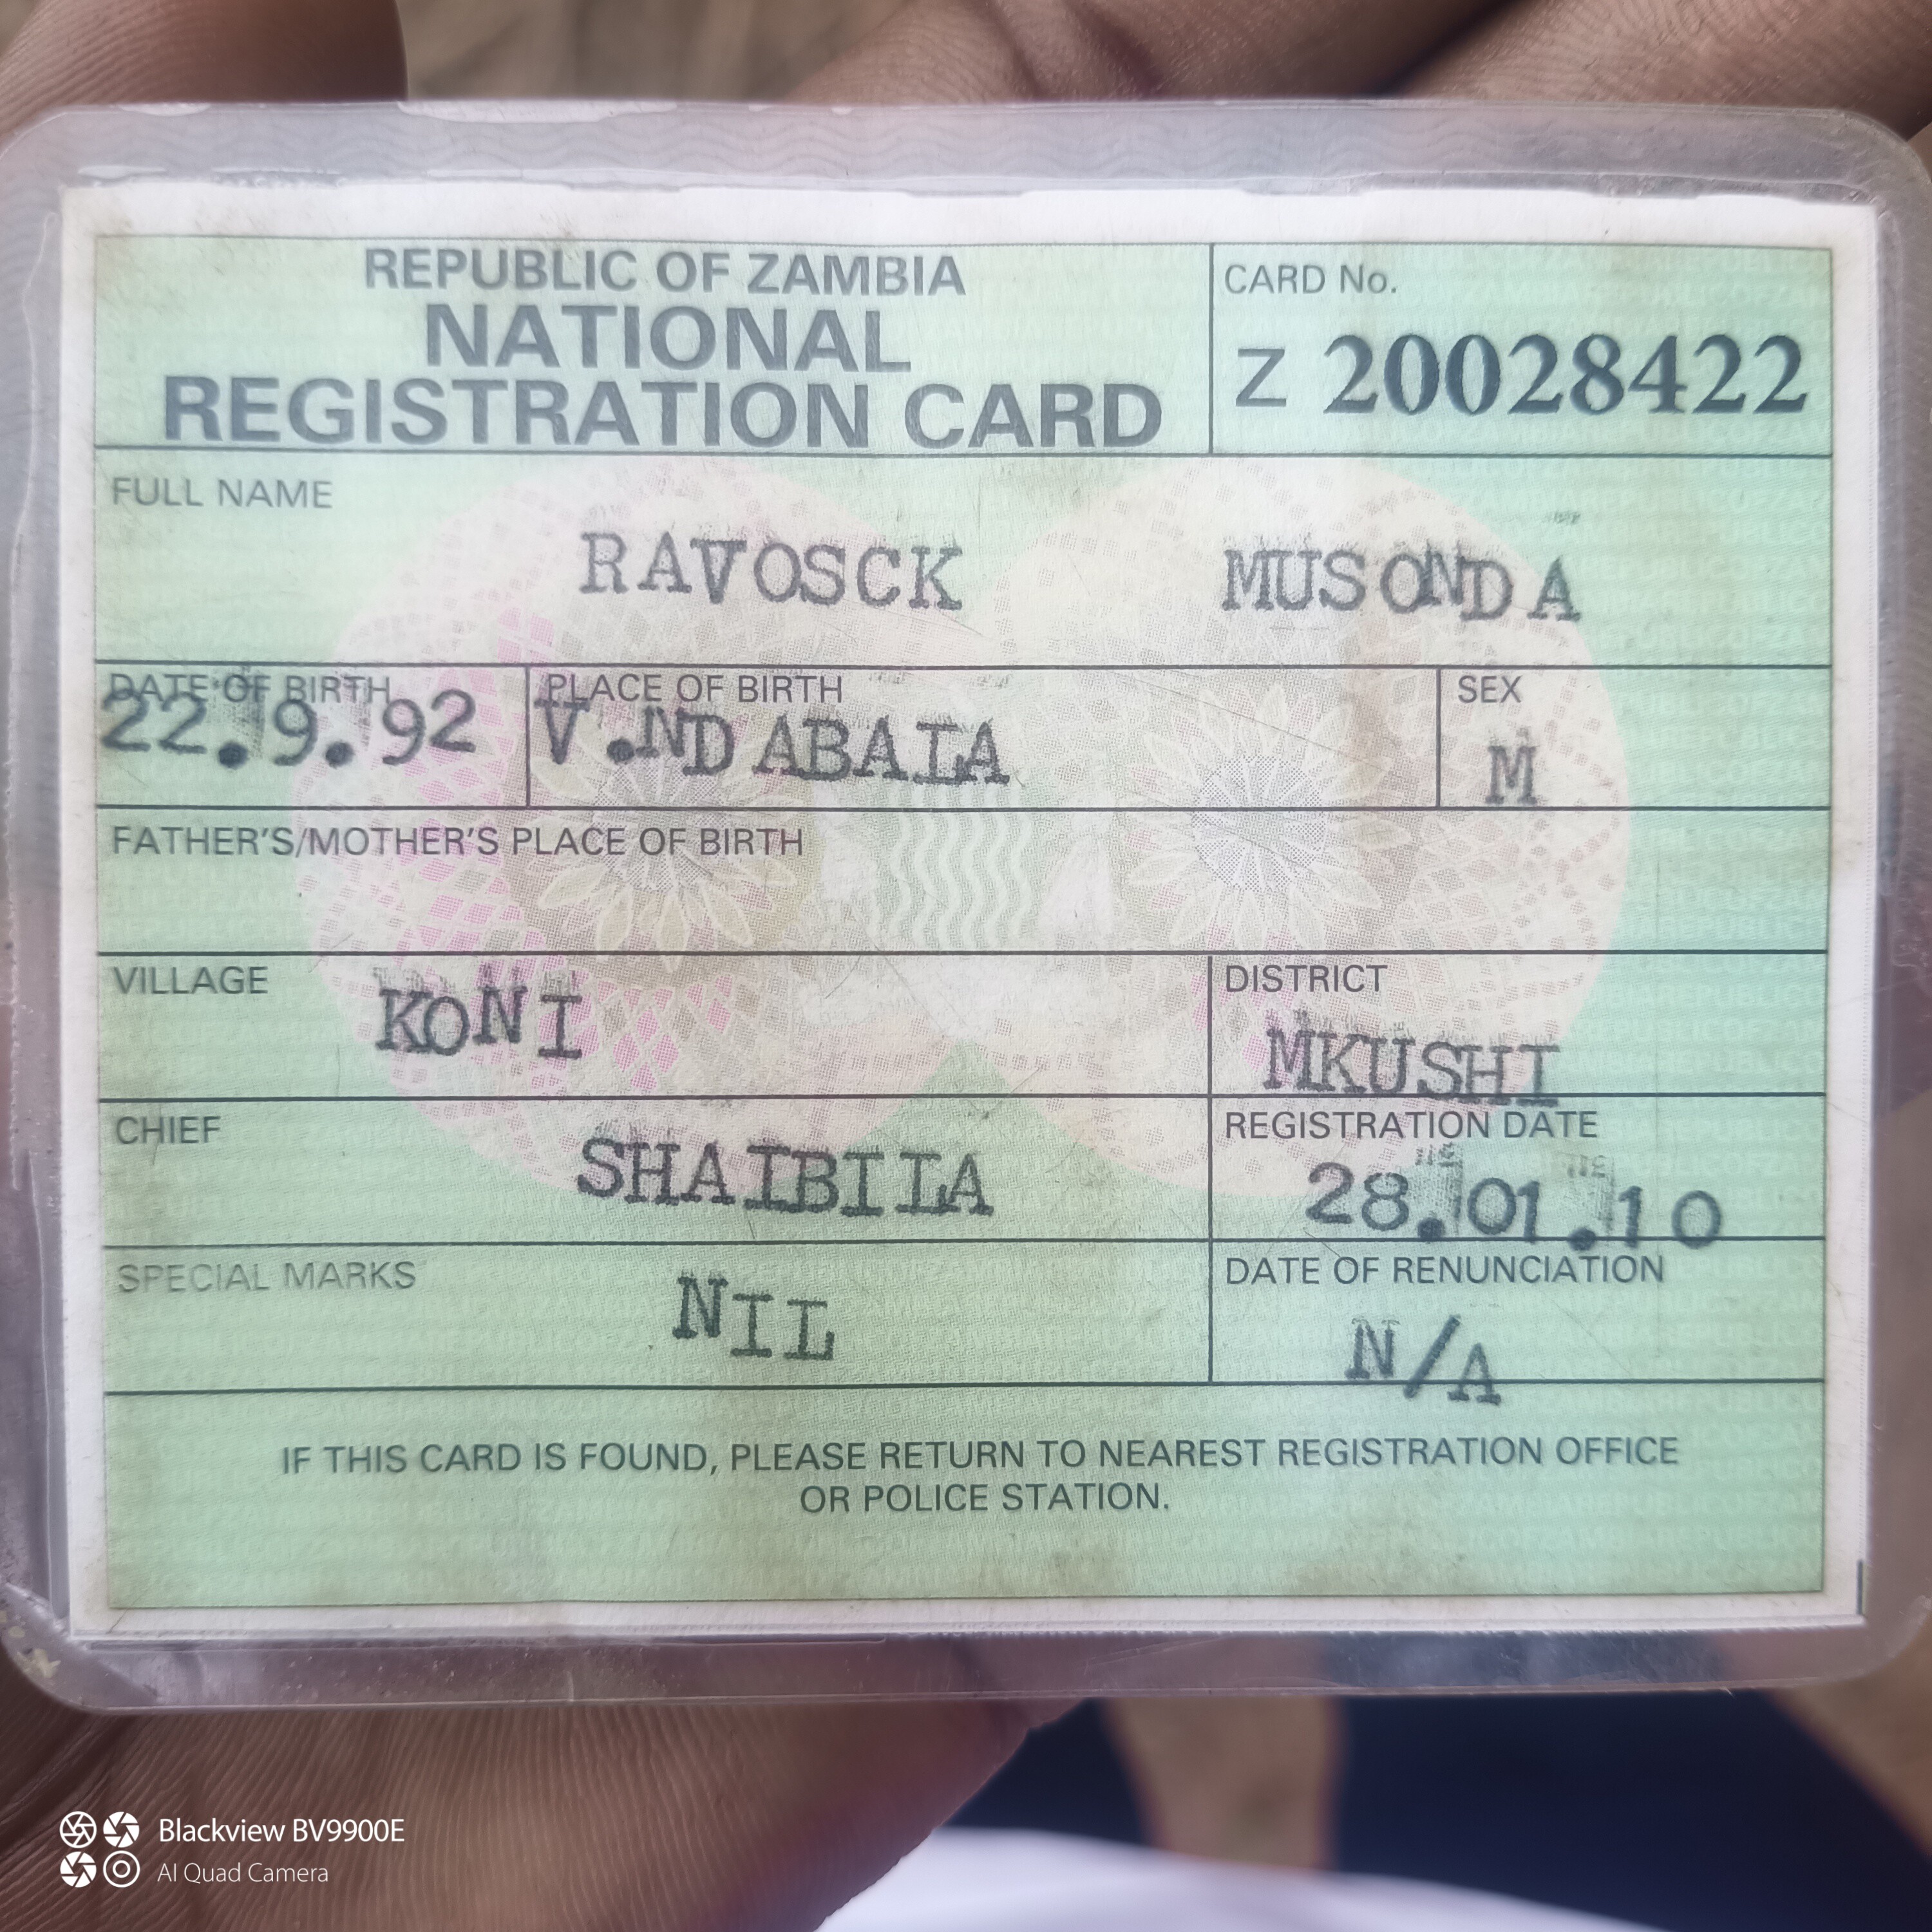 REPUBLIC OF ZAMBIA
NATIONAL
REGISTRATION CARD
CARD No.
Z 20028422
FULL NAME
RAVOSCK MUSONDA
DATE OF BIRTH
22.9.92
PLACE OF BIRTH
V.NDABALA
SEX
M
FATHER'S/MOTHER'S PLACE OF BIRTH
VILLAGE
KONI
DISTRICT
MKUSHI
CHIEF
SHAIBILA
REGISTRATION DATE
28.01.10
SPECIAL MARKS
NIL
DATE OF RENUNCIATION
N/A
IF THIS CARD IS FOUND, PLEASE RETURN TO NEAREST REGISTRATION OFFICE
OR POLICE STATION.
Blackview BV9900E
AI Quad Camera